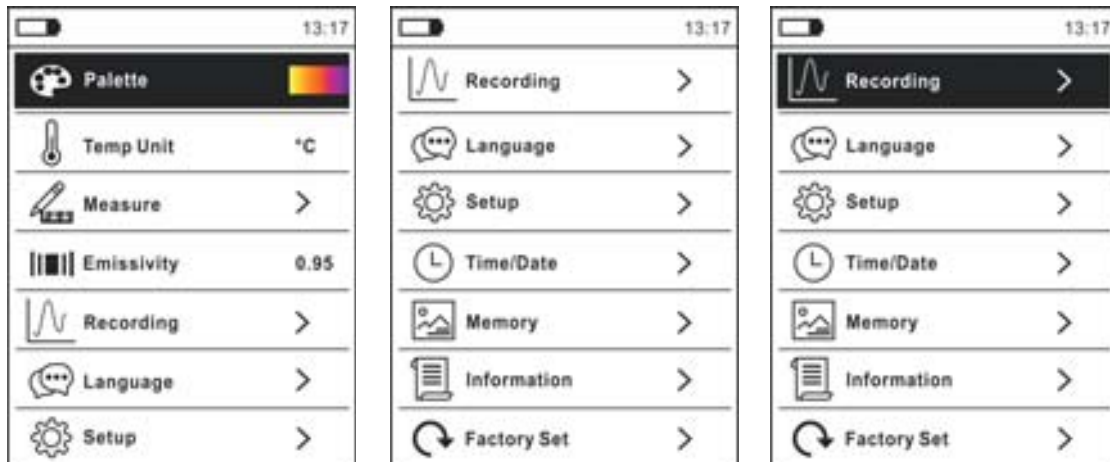 13:17
Palette
Temp Unit °C
Measure >
Emissivity 0.95
Recording >
Language >
Setup >
13:17
Recording >
Language >
Setup >
Time/Date >
Memory >
Information >
Factory Set >
13:17
Recording >
Language >
Setup >
Time/Date >
Memory >
Information >
Factory Set >